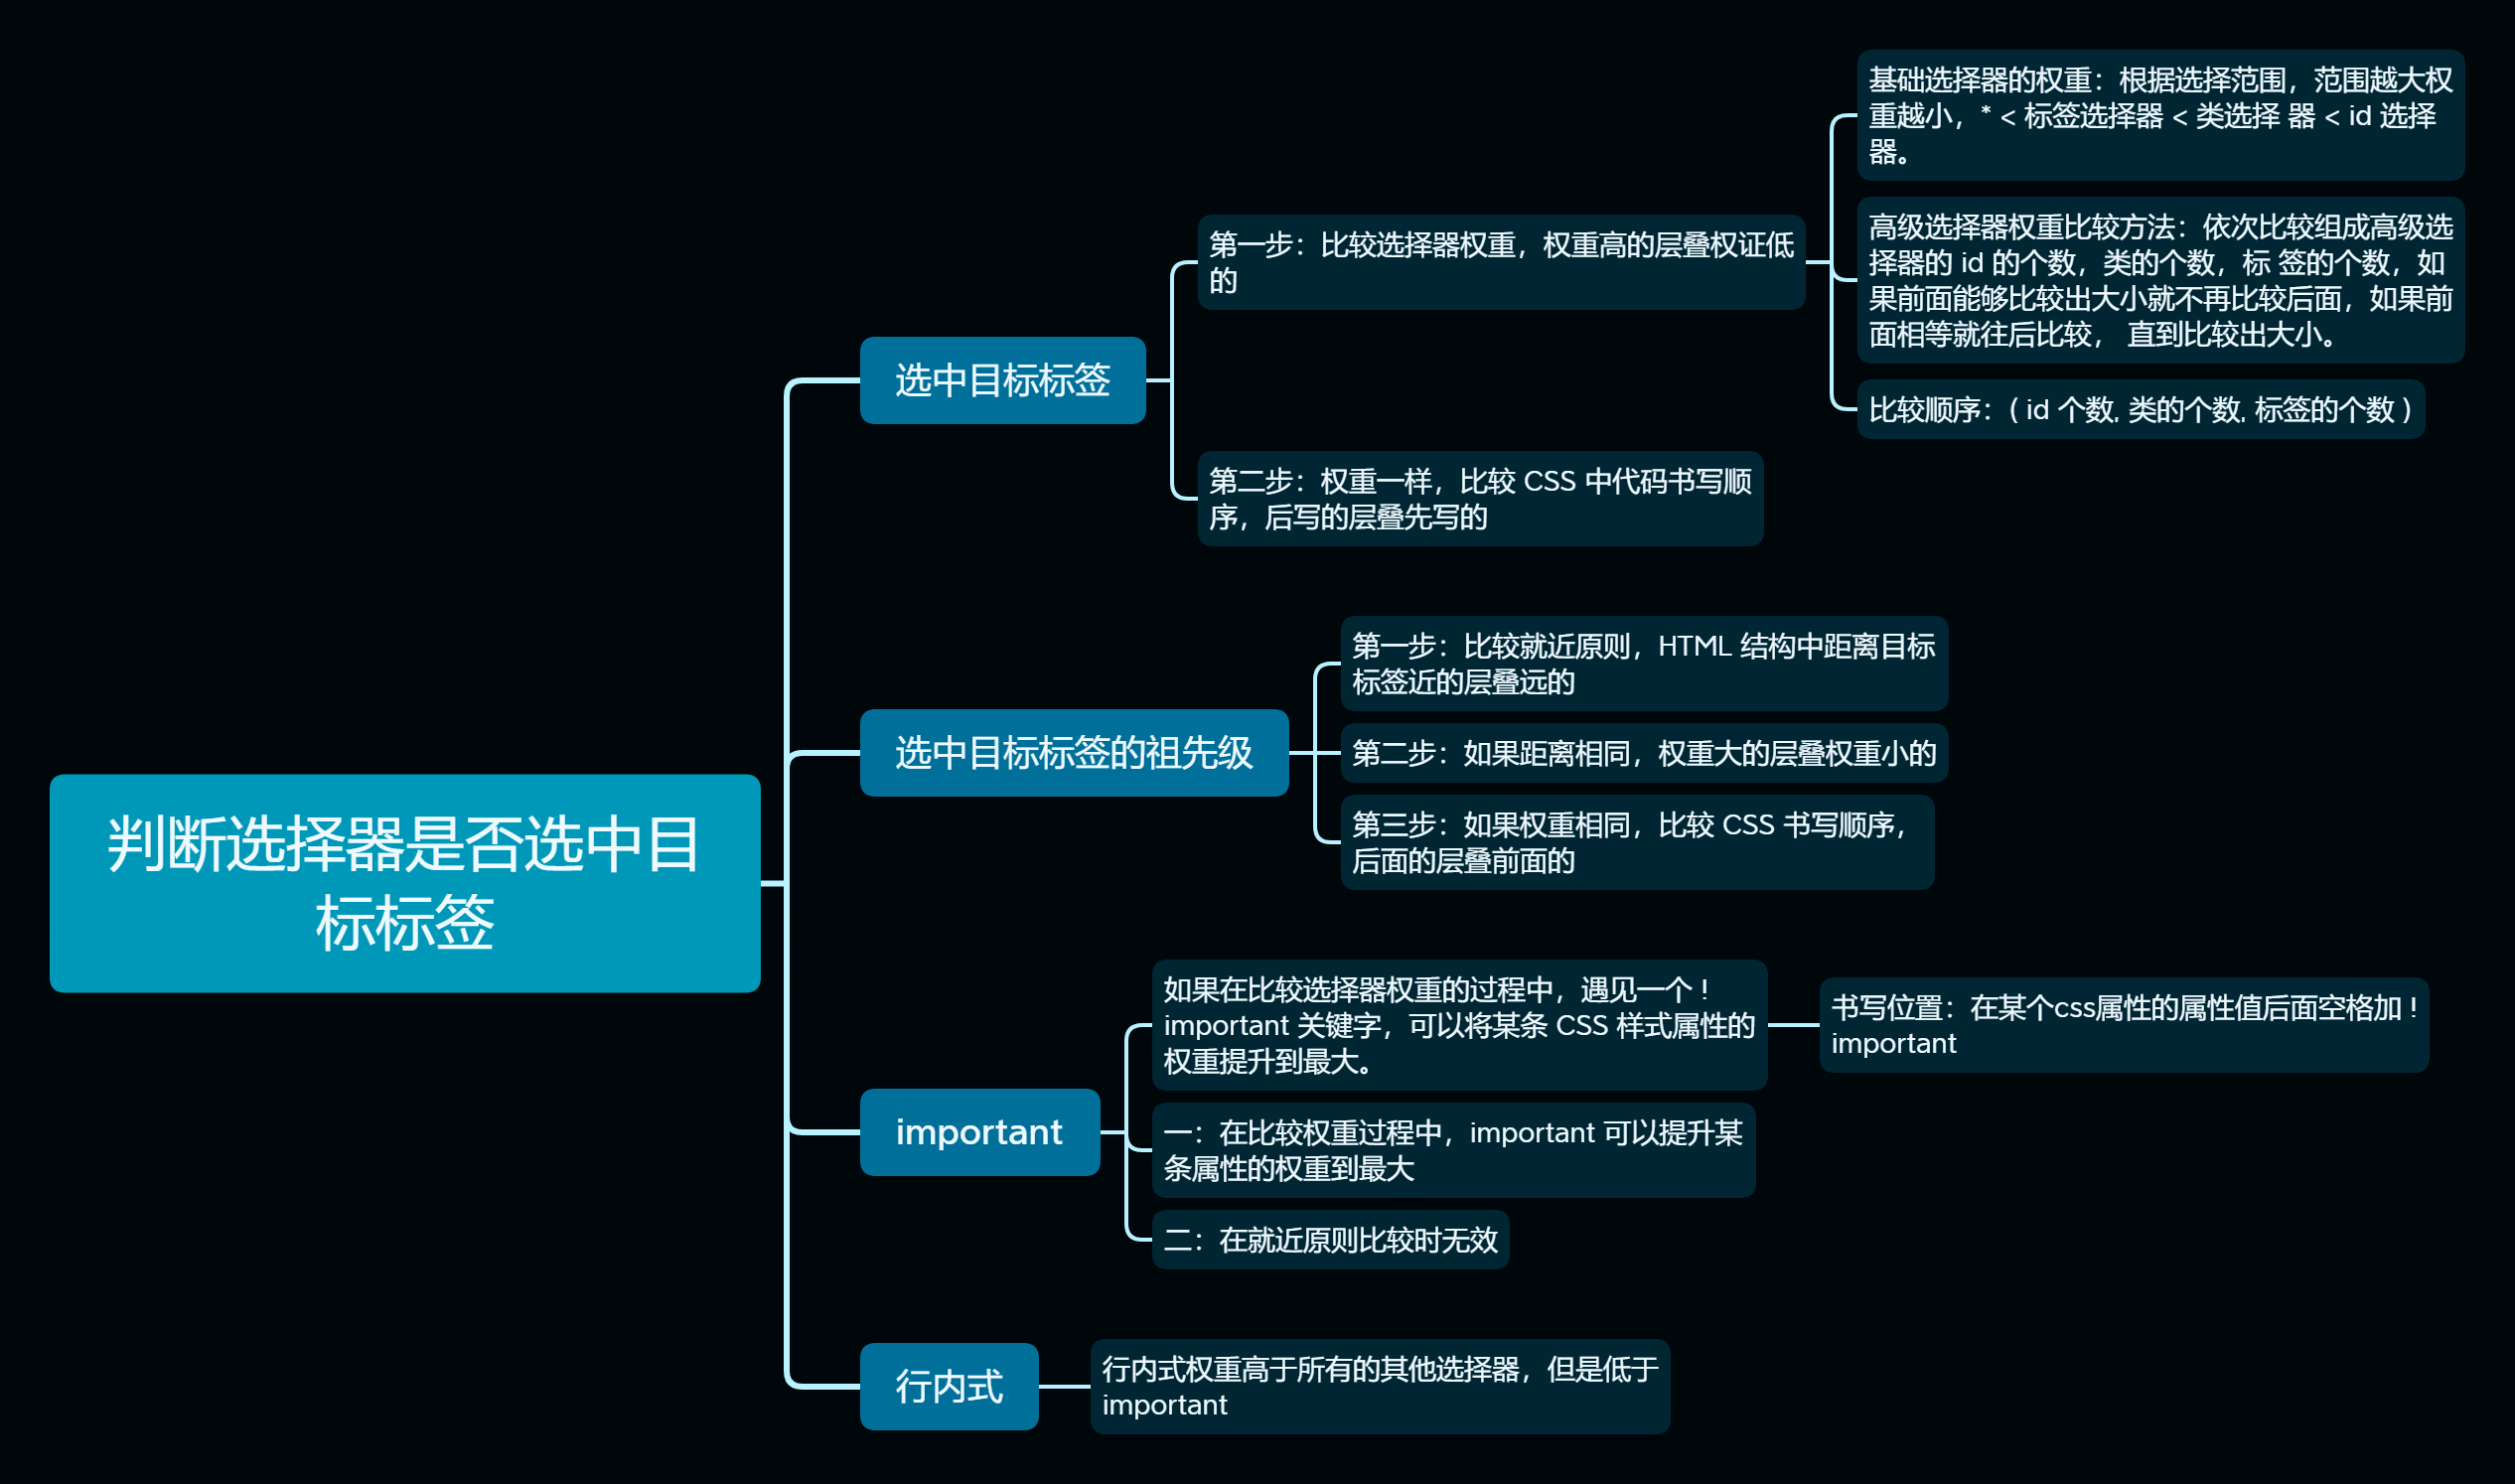 判断选择器是否选中目
标标签
选中目标标签
第一步：比较选择器权重，权重高的层叠权证低
的
基础选择器的权重：根据选择范围，范围越大权
重越小，* < 标签选择器 < 类选择 器 < id 选择
器。
高级选择器权重比较方法：依次比较组成高级选
择器的 id 的个数，类的个数，标 签的个数，如
果前面能够比较出大小就不再比较后面，如果前
面相等就往后比较， 直到比较出大小。
比较顺序：( id 个数. 类的个数. 标签的个数 )
第二步：权重一样，比较 CSS 中代码书写顺
序，后写的层叠先写的
选中目标标签的祖先级
第一步：比较就近原则，HTML 结构中距离目标
标签近的层叠远的
第二步：如果距离相同，权重大的层叠权重小的
第三步：如果权重相同，比较 CSS 书写顺序，
后面的层叠前面的
important
如果在比较选择器权重的过程中，遇见一个 !
important 关键字，可以将某条 CSS 样式属性的
权重提升到最大。
书写位置：在某个css属性的属性值后面空格加 !
important
一：在比较权重过程中，important 可以提升某
条属性的权重到最大
二：在就近原则比较时无效
行内式
行内式权重高于所有的其他选择器，但是低于
important